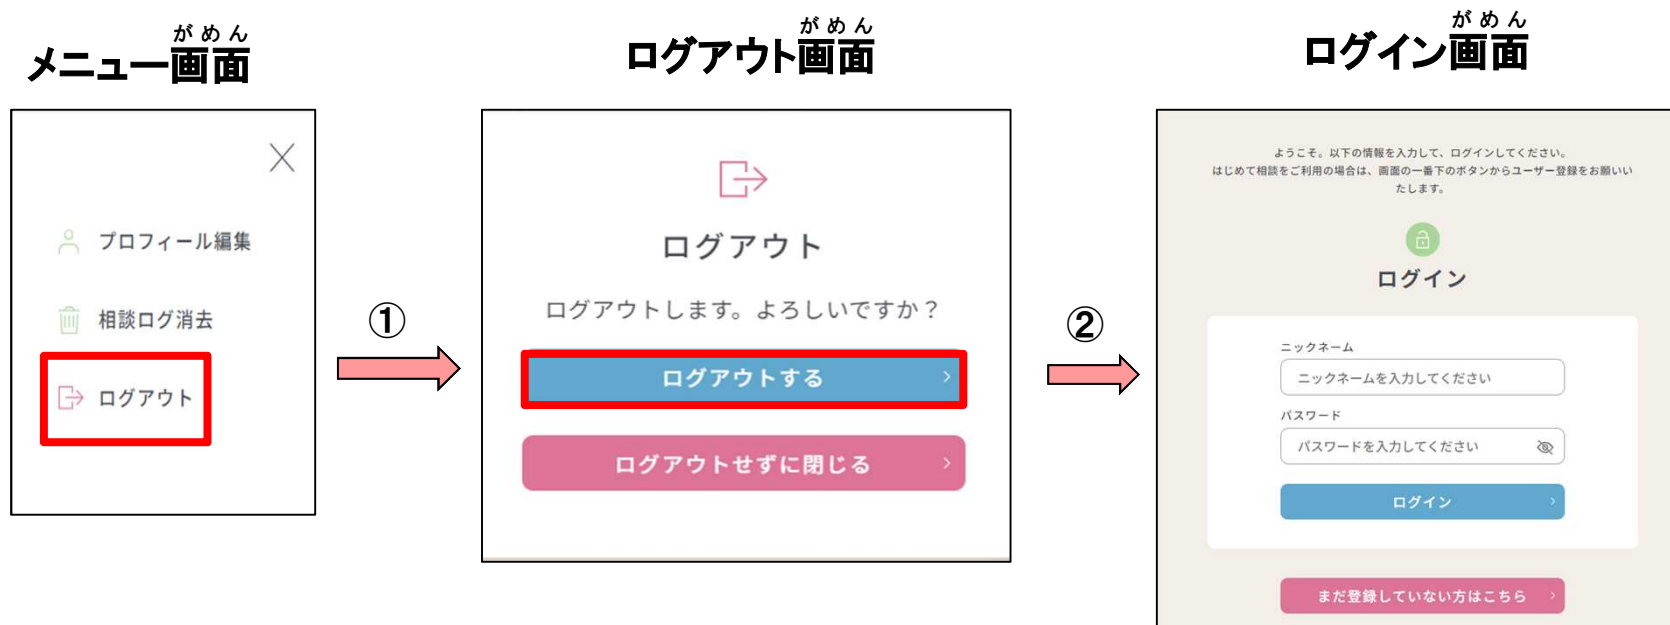 がめん
メニュー画面
プロフィール編集
相談ログ消去
ログアウト
①
がめん
ログアウト画面
ログアウト
ログアウトします。よろしいですか？
ログアウトする
ログアウトせずに閉じる
②
がめん
ログイン画面
ようこそ。以下の情報を入力して、ログインしてください。
はじめて相談をご利用の場合は、画面の一番下のボタンからユーザー登録をお願いい
たします。
ログイン
ニックネーム
ニックネームを入力してください
パスワード
パスワードを入力してください
ログイン
まだ登録していない方はこちら